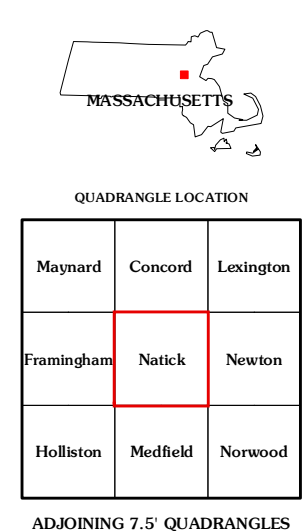 MASSACHUSETTS
QUADRANGLE LOCATION
Maynard Concord Lexington
Framingham Natick Newton
Holliston Medfield Norwood
ADJOINING 7.5' QUADRANGLES